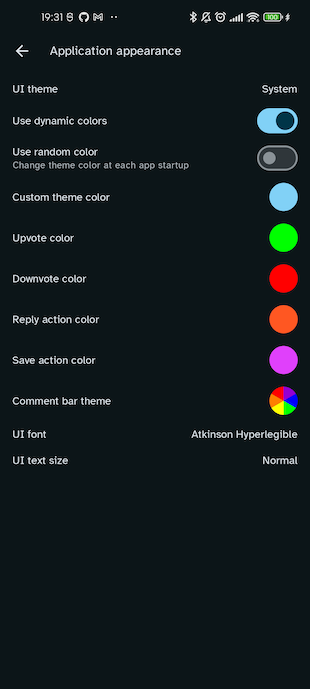 19:31
Application appearance
UI theme System
Use dynamic colors
Use random color
Change theme color at each app startup
Custom theme color
Upvote color
Downvote color
Reply action color
Save action color
Comment bar theme
UI font Atkinson Hyperlegible
UI text size Normal